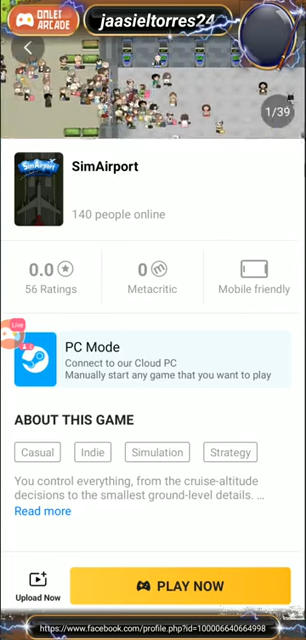 OMLET
ARCADE
jaasieltorres24
1/39
SimAirport
SimAirport
140 people online
0.0
0
56 Ratings
Metacritic
Mobile friendly
Live
PC Mode
Connect to our Cloud PC
Manually start any game that you want to play
ABOUT THIS GAME
Casual
Indie
Simulation
Strategy
You control everything, from the cruise-altitude
decisions to the smallest ground-level details. ...
Read more
Upload Now
PLAY NOW
https://www.facebook.com/profile.php?id=100006640664998